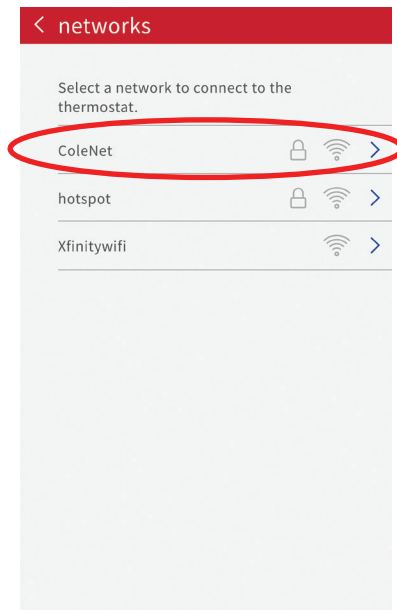 networks
Select a network to connect to the
thermostat.
ColeNet
hotspot
Xfinitywifi